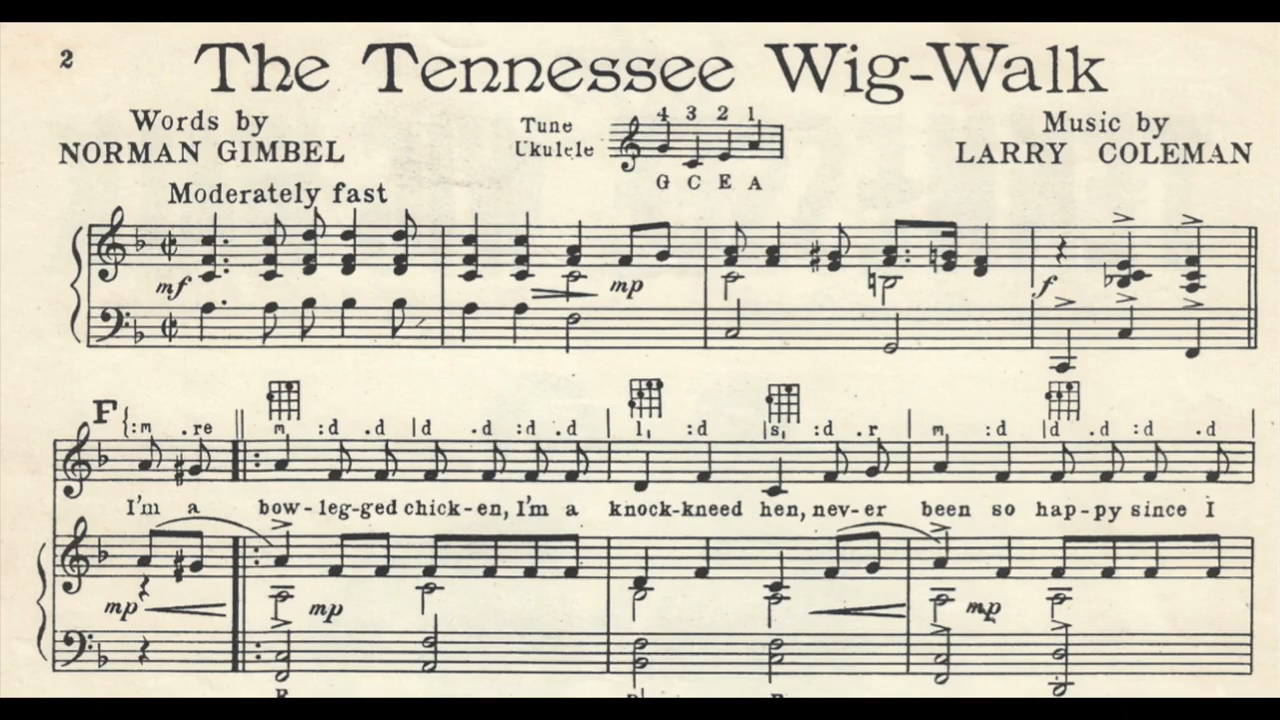 2
The Tennessee Wig-Walk
Words by
NORMAN GIMBEL
Tune
Ukulele
4 3 2 1
G C E A
Music by
LARRY COLEMAN
Moderately fast
mf
mp
f
F {:m .re m :d .d |d .d :d .d l, :d |s, :d .r m :d |d .d :d .d
I'm a bow-leg-ged chick-en, I'm a knock-kneed hen, nev-er been so hap-py since I
mp mp mp